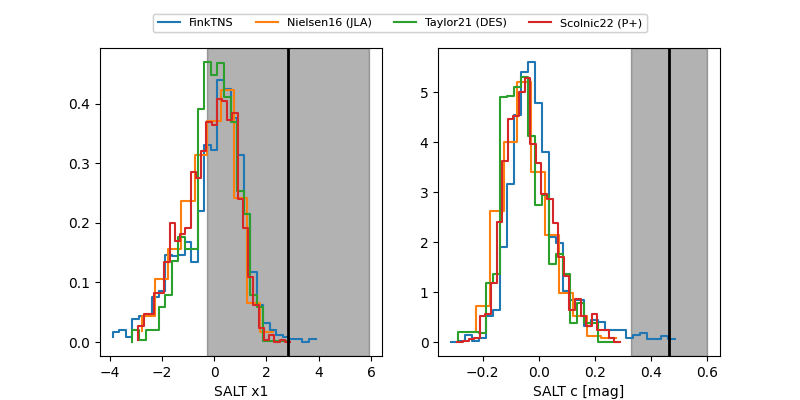 FinkTNS Nielsen16 (JLA) Taylor21 (DES) Scolnic22 (P+)
0.4
0.3
0.2
0.1
0.0
−4 −2 0 2 4 6
SALT x1
5
4
3
2
1
0
−0.2 0.0 0.2 0.4 0.6
SALT c [mag]